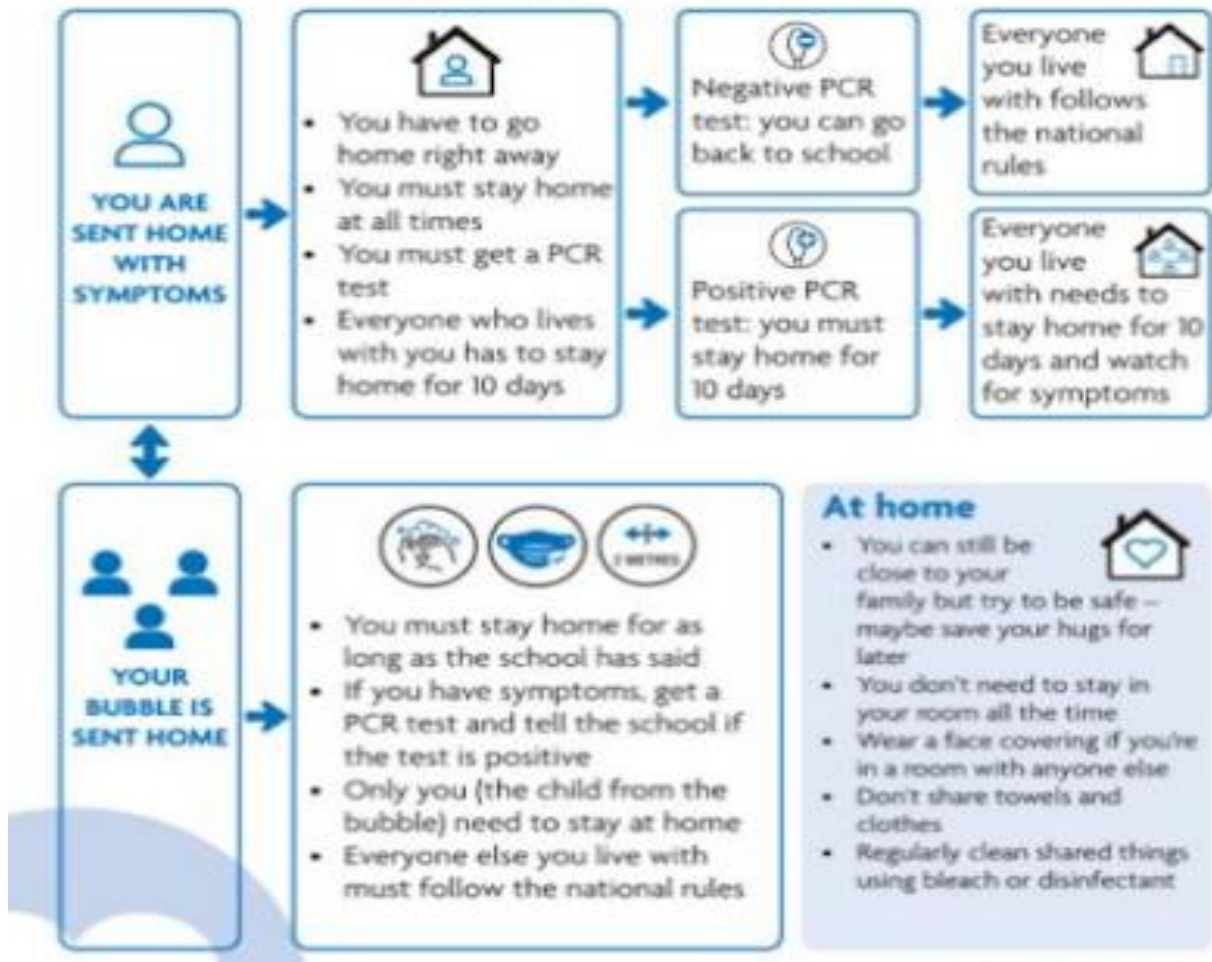 YOU ARE
SENT HOME
WITH
SYMPTOMS
• You have to go
home right away
• You must stay home
at all times
• You must get a PCR
test
• Everyone who lives
with you has to stay
home for 10 days
Negative PCR
test: you can go
back to school
Everyone
you live
with follows
the national
rules
Positive PCR
test: you must
stay home for
10 days
Everyone
you live
with needs to
stay home for 10
days and watch
for symptoms
YOUR
BUBBLE IS
SENT HOME
2 METRES
• You must stay home for as
long as the school has said
• If you have symptoms, get a
PCR test and tell the school if
the test is positive
• Only you (the child from the
bubble) need to stay at home
• Everyone else you live with
must follow the national rules
At home
• You can still be
close to your
family but try to be safe –
maybe save your hugs for
later
• You don't need to stay in
your room all the time
• Wear a face covering if you're
in a room with anyone else
• Don't share towels and
clothes
• Regularly clean shared things
using bleach or disinfectant